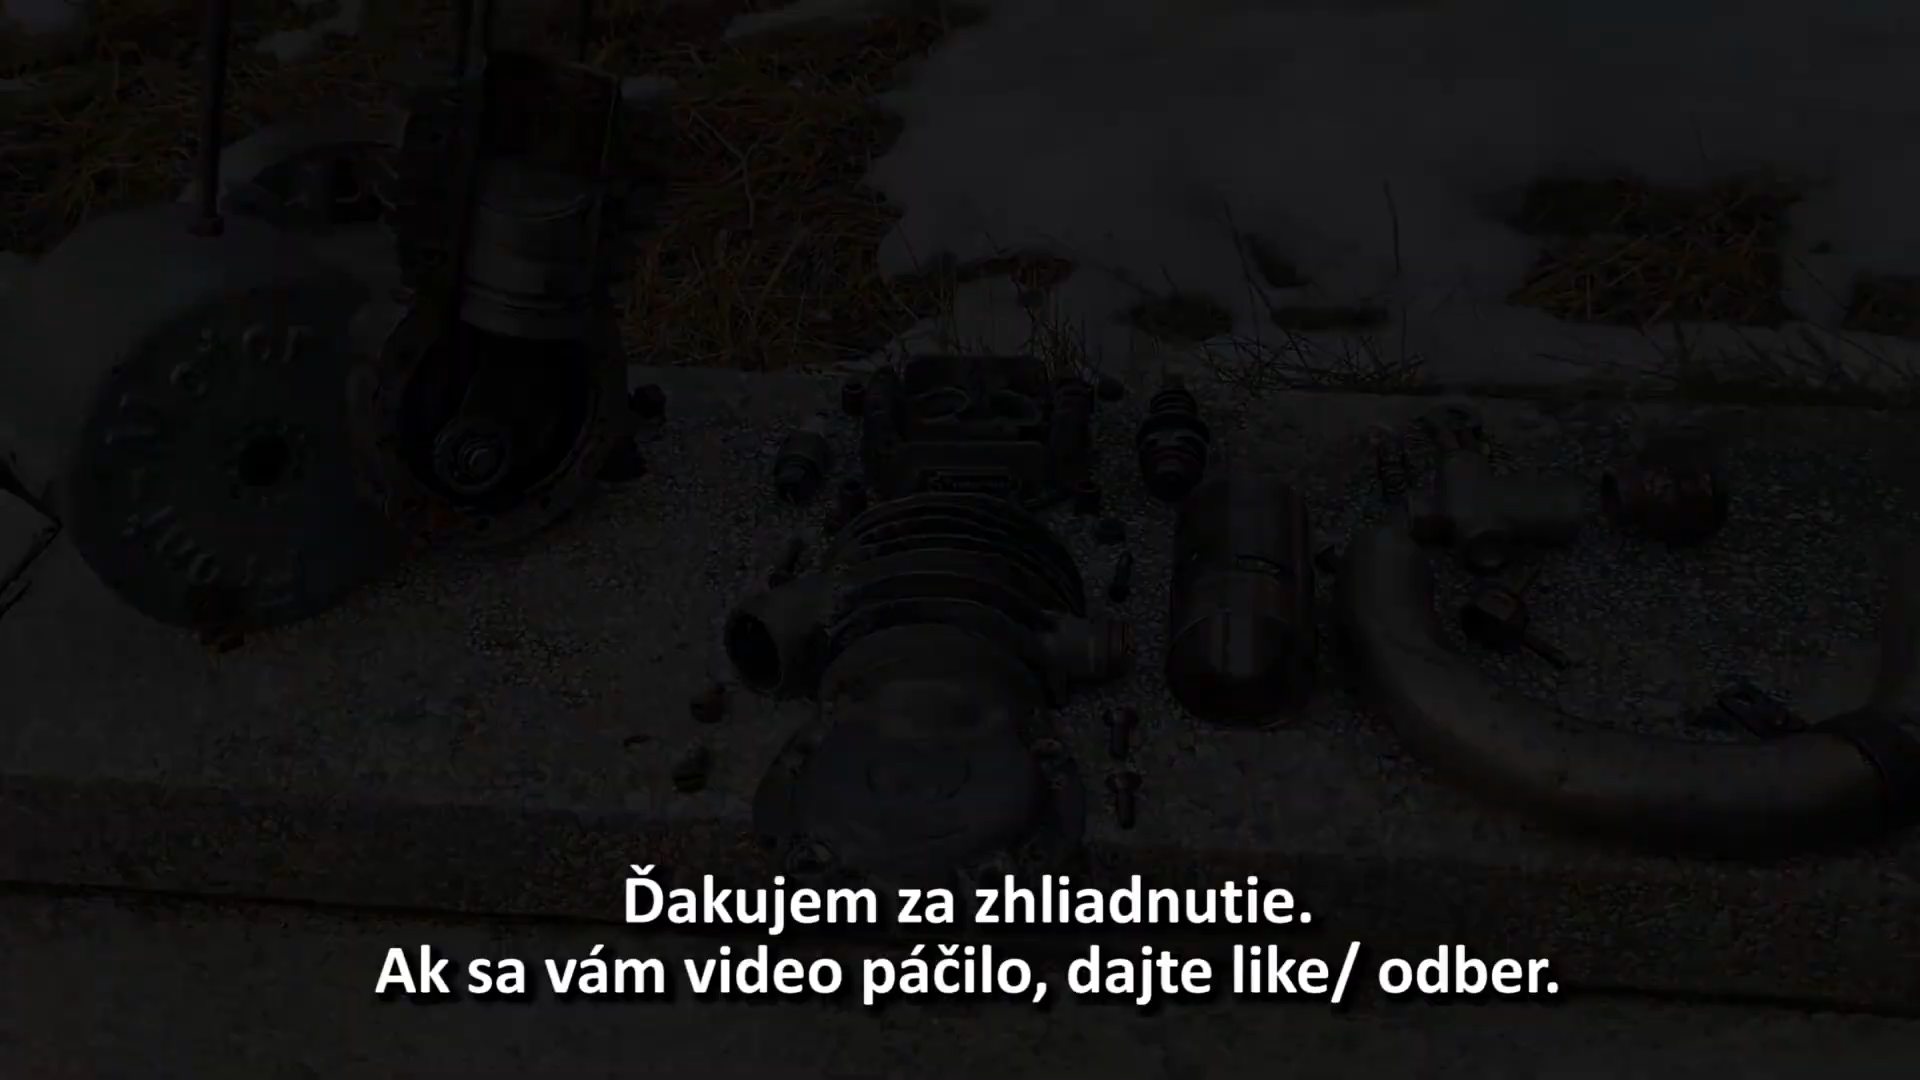 Ďakujem za zhliadnutie.
Ak sa vám video páčilo, dajte like/ odber.